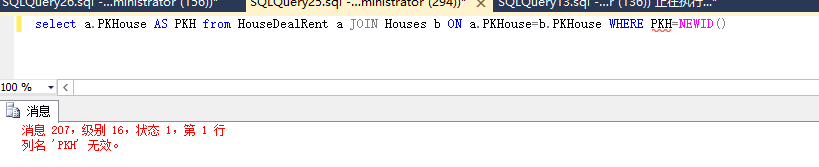 SQLQuery26.sql -...ministrator (156))* SQLQuery25.sql -...ministrator (294))* SQLQuery13.sql -...r (136)) 正在执行..."
select a.PKHouse AS PKH from HouseDealRent a JOIN Houses b ON a.PKHouse=b.PKHouse WHERE PKH=NEWID()
100 %
消息
消息 207，级别 16，状态 1，第 1 行
列名 'PKH' 无效。